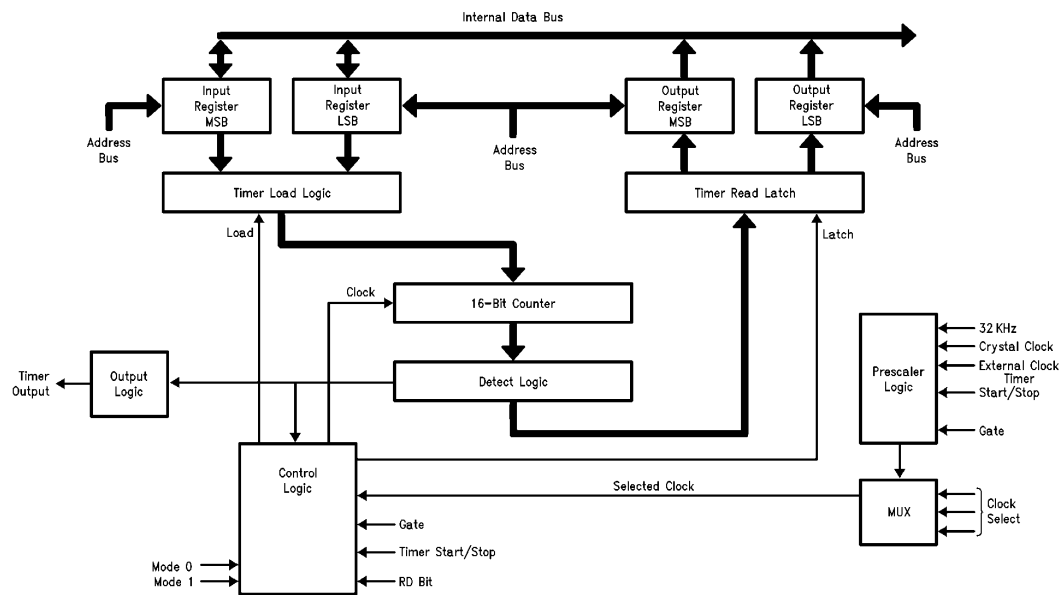 Internal Data Bus
Input
Register
MSB
Input
Register
LSB
Output
Register
MSB
Output
Register
LSB
Address
Bus
Address
Bus
Address
Bus
Timer Load Logic
Timer Read Latch
Load
Latch
Clock
16-Bit Counter
Detect Logic
Timer
Output
Output
Logic
Prescaler
Logic
32 KHz
Crystal Clock
External Clock
Timer
Start/Stop
Gate
Control
Logic
Selected Clock
MUX
Clock
Select
Gate
Timer Start/Stop
RD Bit
Mode 0
Mode 1